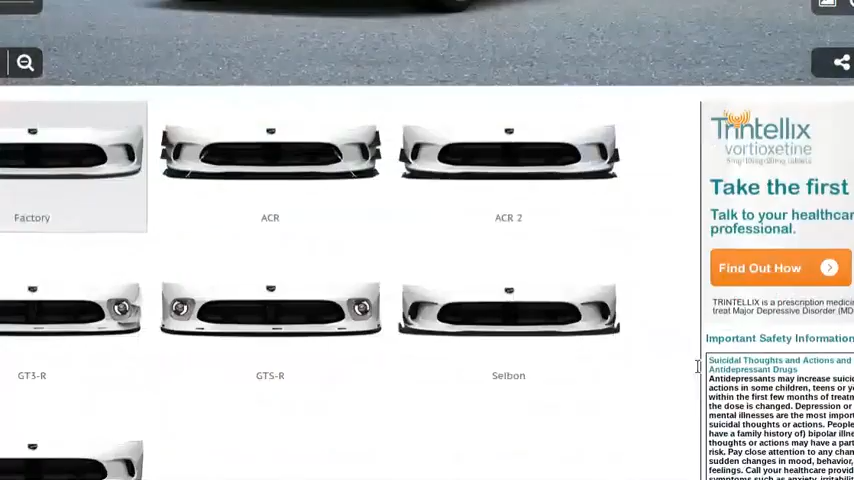 Factory
ACR
ACR 2
GT3-R
GTS-R
Seibon
Trintellix
vortioxetine
Take the first
Talk to your healthcar
professional.
Find Out How
TRINTELLIX is a prescription medicin
treat Major Depressive Disorder (MD
Important Safety Information
Suicidal Thoughts and Actions and
Antidepressant Drugs
Antidepressants may increase suicid
actions in some children, teens or yo
within the first few months of treatm
the dose is changed. Depression or
mental illnesses are the most import
suicidal thoughts or actions. People
have a family history of) bipolar illne
thoughts or actions may have a part
risk. Pay close attention to any chan
sudden changes in mood, behavior,
feelings. Call your healthcare provid